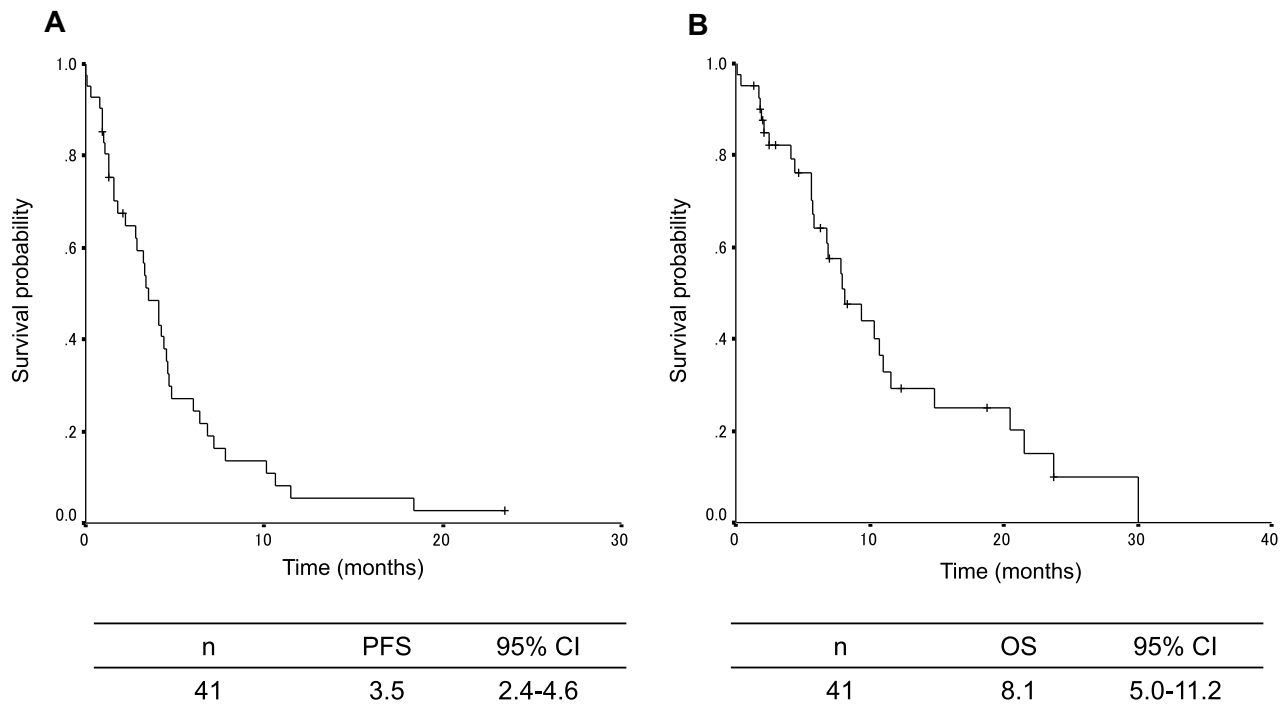 A
1.0
.8
.6
.4
.2
0.0
Survival probability
0
10
20
30
Time (months)
n PFS 95% CI
41 3.5 2.4-4.6
B
1.0
.8
.6
.4
.2
0.0
Survival probability
0
10
20
30
40
Time (months)
n OS 95% CI
41 8.1 5.0-11.2